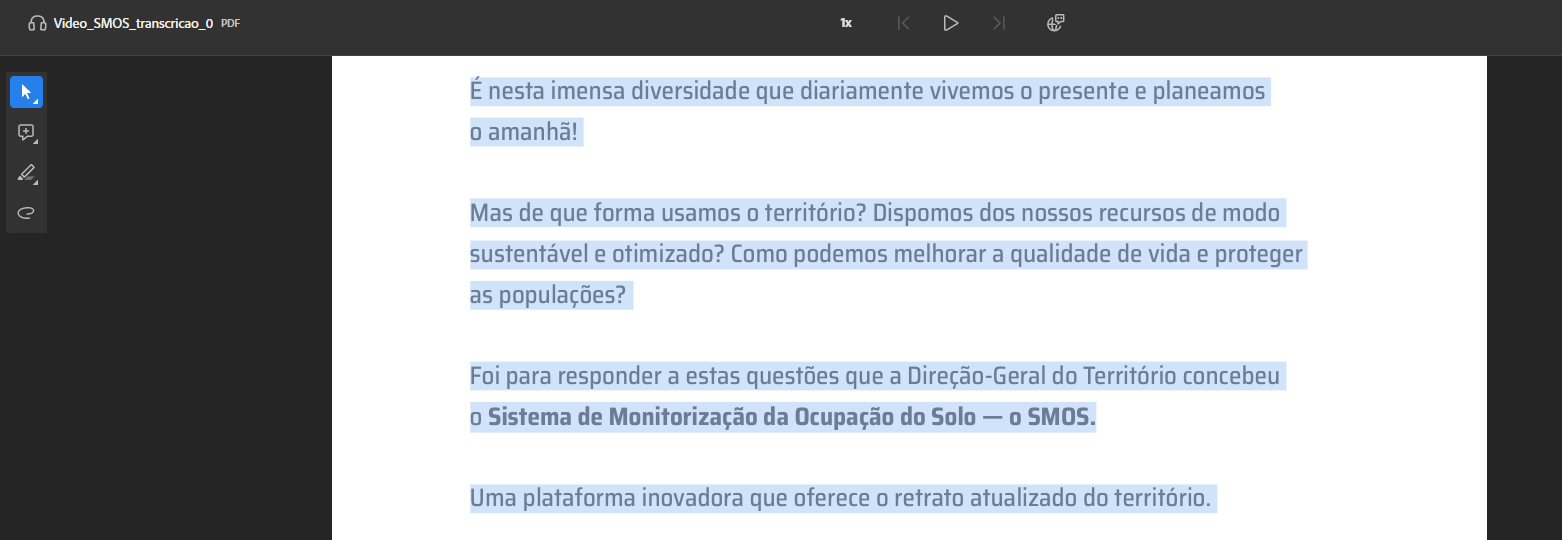 Video_SMOS_transcricao_0 PDF
1x
É nesta imensa diversidade que diariamente vivemos o presente e planeamos
o amanhã!
Mas de que forma usamos o território? Dispomos dos nossos recursos de modo
sustentável e otimizado? Como podemos melhorar a qualidade de vida e proteger
as populações?
Foi para responder a estas questões que a Direção-Geral do Território concebeu
o Sistema de Monitorização da Ocupação do Solo — o SMOS.
Uma plataforma inovadora que oferece o retrato atualizado do território.